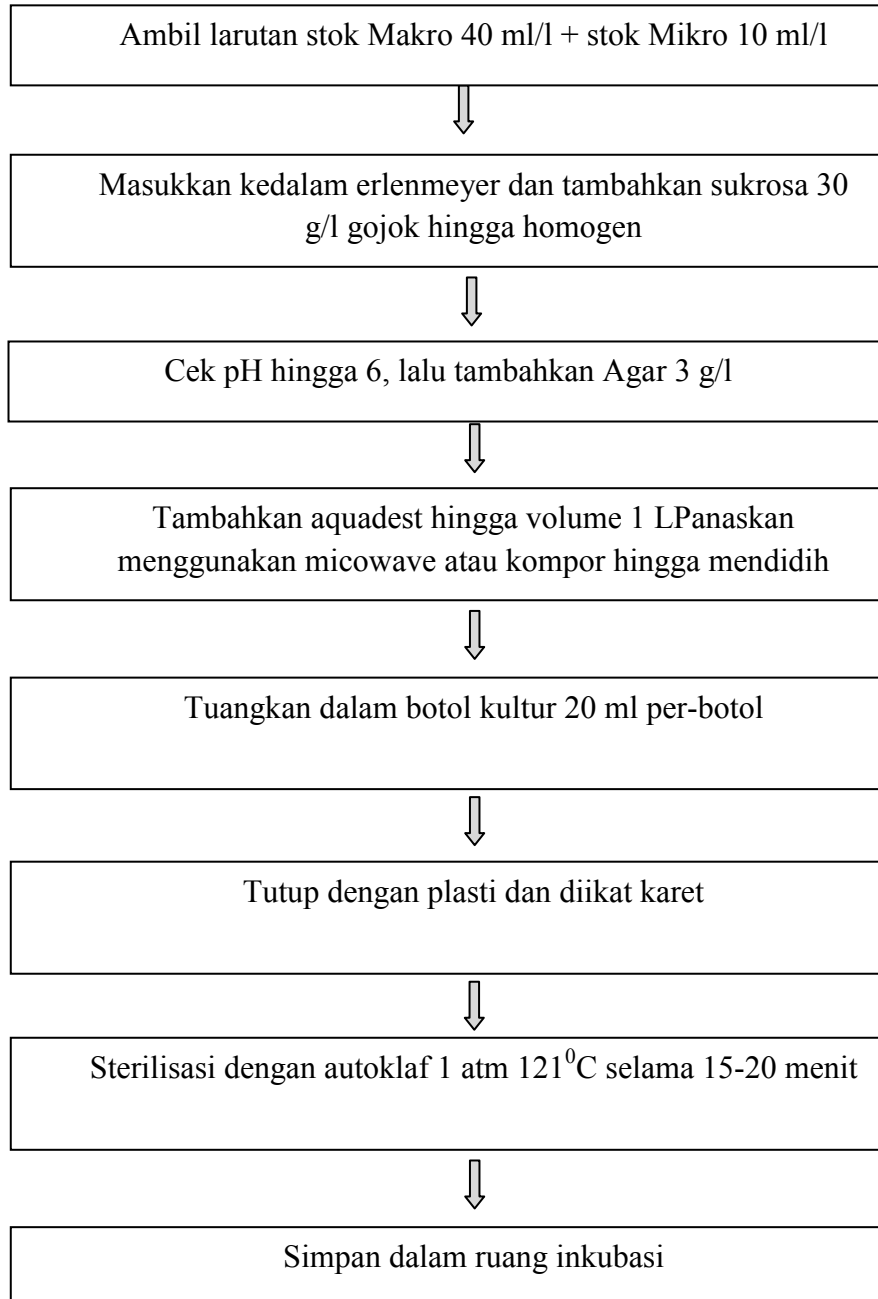 Ambil larutan stok Makro 40 ml/l + stok Mikro 10 ml/l
Masukkan kedalam erlenmeyer dan tambahkan sukrosa 30
g/l gojok hingga homogen
Cek pH hingga 6, lalu tambahkan Agar 3 g/l
Tambahkan aquadest hingga volume 1 LPanaskan
menggunakan micowave atau kompor hingga mendidih
Tuangkan dalam botol kultur 20 ml per-botol
Tutup dengan plasti dan diikat karet
Sterilisasi dengan autoklaf 1 atm 121⁰C selama 15-20 menit
Simpan dalam ruang inkubasi